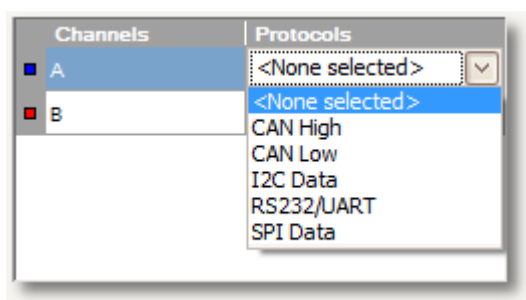 Channels Protocols
A <None selected>
<None selected>
B
CAN High
CAN Low
I2C Data
RS232/UART
SPI Data